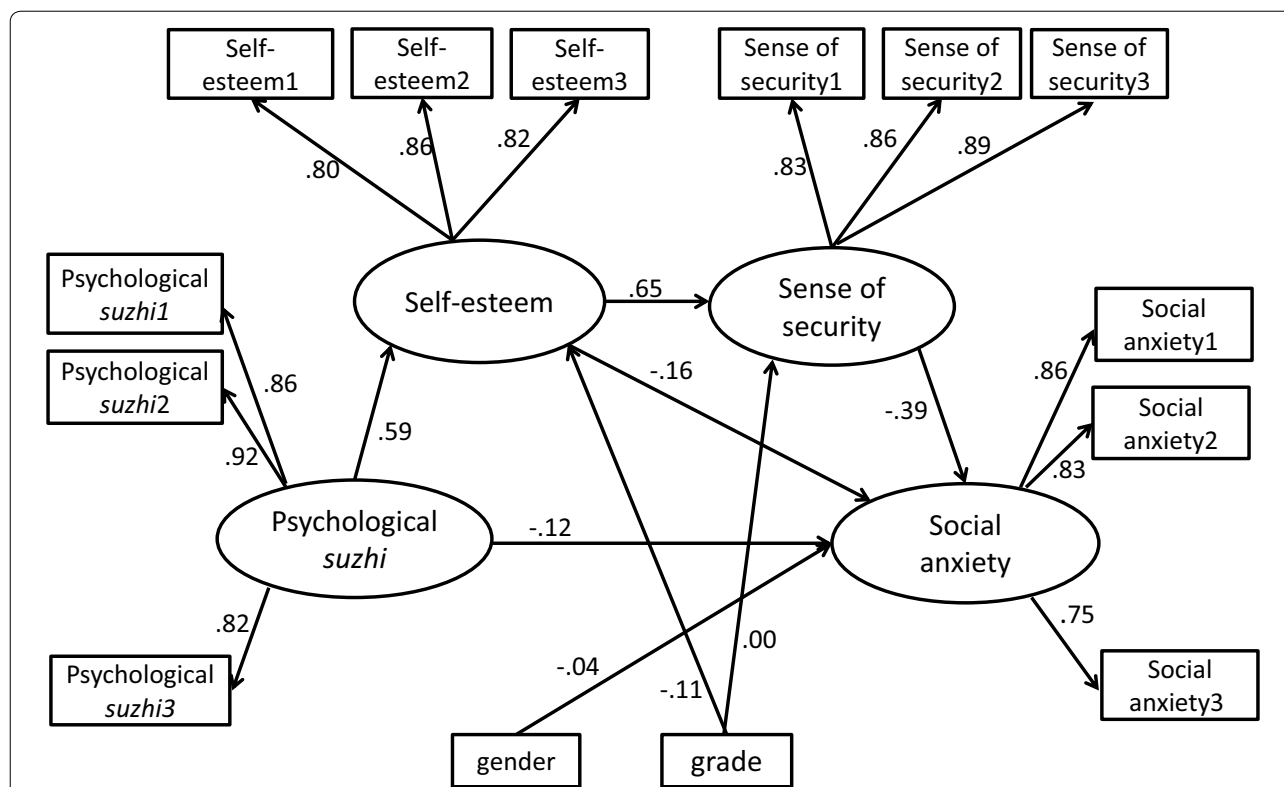 Self-
esteem1
Self-
esteem2
Self-
esteem3
Sense of
security1
Sense of
security2
Sense of
security3
.80
.86
.82
.83
.86
.89
Psychological
suzhi1
Psychological
suzhi2
Self-esteem
.65
Sense of
security
Social
anxiety1
Social
anxiety2
.86
.92
.59
-.16
-.39
.86
.83
Psychological
suzhi
-.12
Social
anxiety
.82
.75
Psychological
suzhi3
-.04
-.11
.00
Social
anxiety3
gender
grade